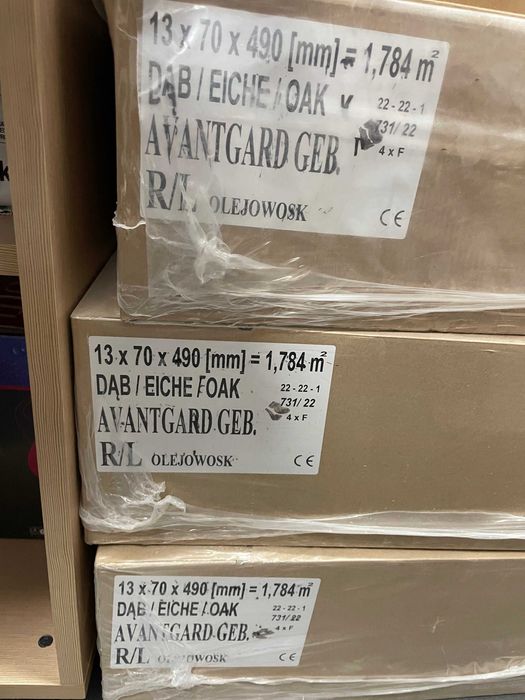 13 x 70 x 490 [mm] = 1,784 m²
DĄB / EICHE / OAK
22 - 22 - 1
731/ 22
AVANTGARD GEB.
4 x F
R/L OLEJOWOSK
CE
13 x 70 x 490 [mm] = 1,784 m²
DĄB / EICHE / OAK
22 - 22 - 1
731/ 22
AVANTGARD GEB.
4 x F
R/L OLEJOWOSK
CE
13 x 70 x 490 [mm] = 1,784 m²
DĄB / EICHE / OAK
22 - 22 - 1
731/ 22
AVANTGARD GEB.
4 x F
R/L OLEJOWOSK
CE